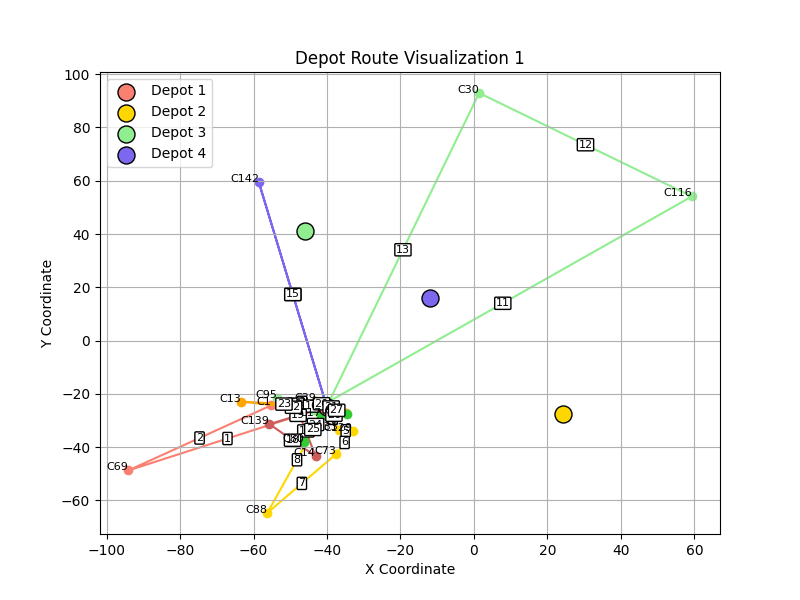 Depot Route Visualization 1
Depot 1
Depot 2
Depot 3
Depot 4
Y Coordinate
100
80
60
40
20
0
−20
−40
−60
C30
12
C142
C116
13
15
11
C95
C13
C1
23
27
C139
25
2
1
C69
6
C73
8
7
C88
−100
−80
−60
−40
−20
0
20
40
60
X Coordinate